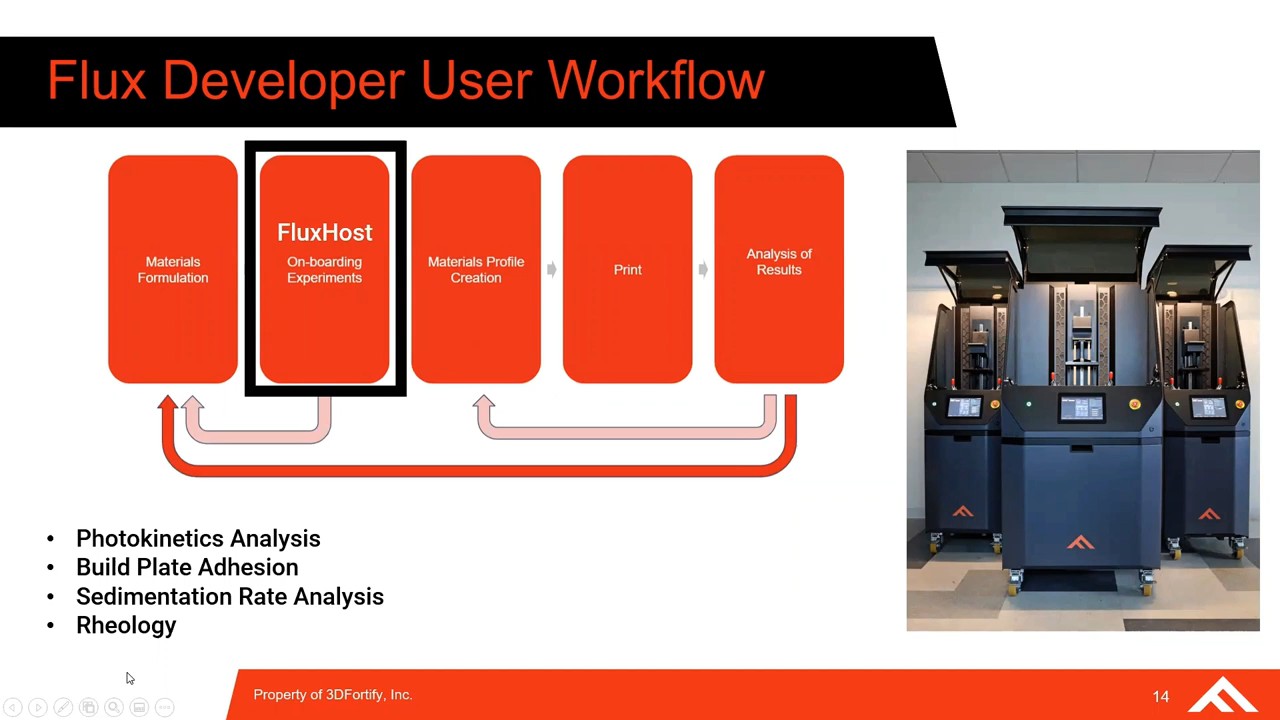 Flux Developer User Workflow
Materials
Formulation
FluxHost
On-boarding
Experiments
Materials Profile
Creation
Print
Analysis of
Results
• Photokinetics Analysis
• Build Plate Adhesion
• Sedimentation Rate Analysis
• Rheology
Property of 3DFortify, Inc.
14